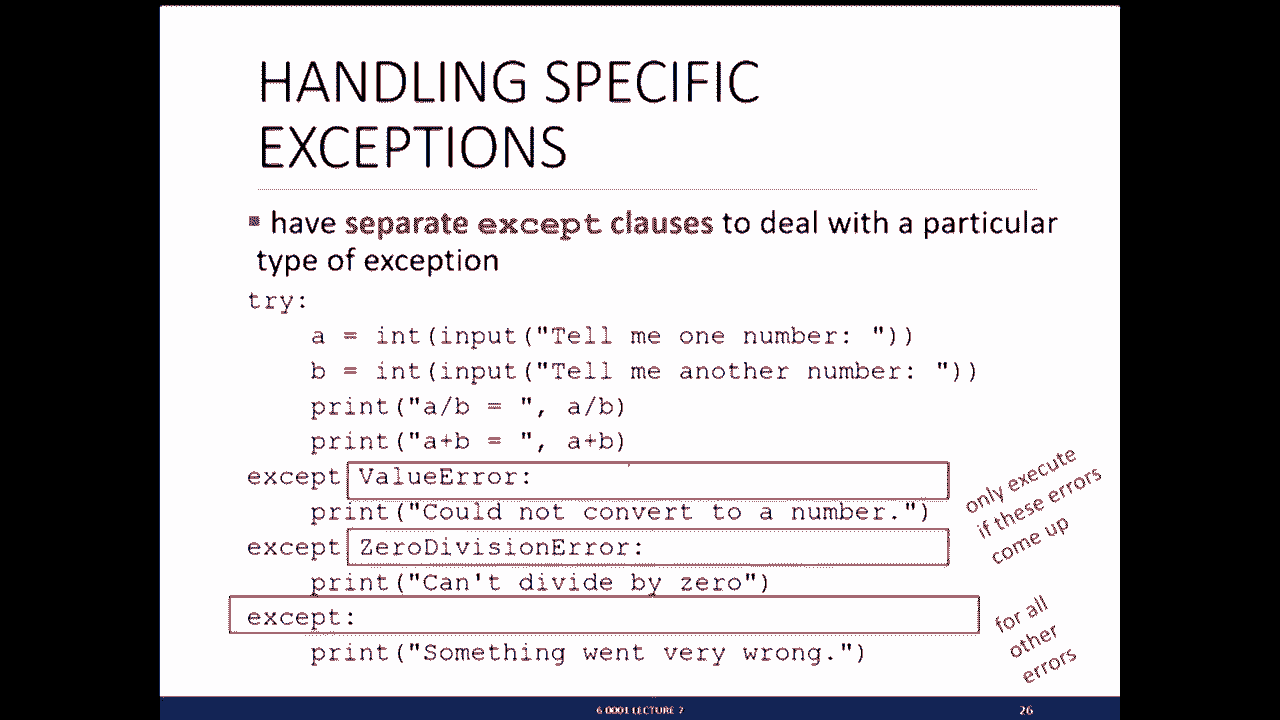 HANDLING SPECIFIC
EXCEPTIONS
▪ have separate except clauses to deal with a particular
type of exception
try:
    a = int(input("Tell me one number: "))
    b = int(input("Tell me another number: "))
    print("a/b = ", a/b)
    print("a+b = ", a+b)
except ValueError:
    print("Could not convert to a number.")
except ZeroDivisionError:
    print("Can't divide by zero")
except:
    print("Something went very wrong.")
only execute
if these errors
come up
for all
other
errors
6 0001 LECTURE 7
26